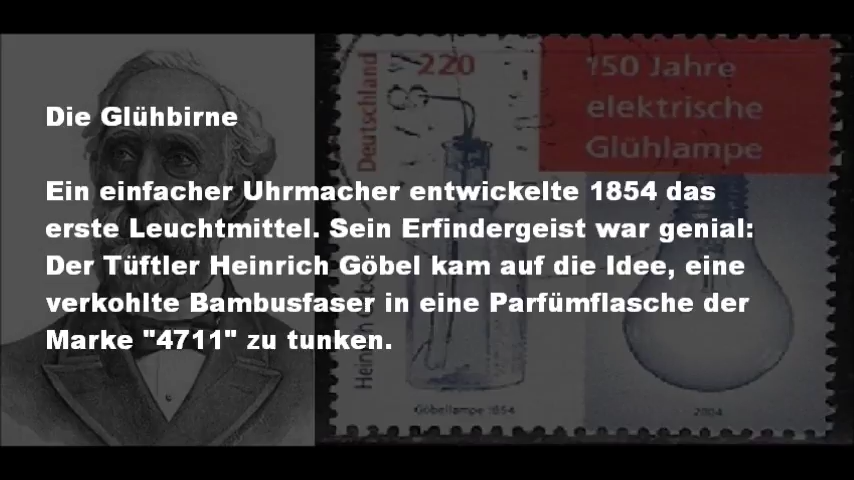 Die Glühbirne
Ein einfacher Uhrmacher entwickelte 1854 das
erste Leuchtmittel. Sein Erfindergeist war genial:
Der Tüftler Heinrich Göbel kam auf die Idee, eine
verkohlte Bambusfaser in eine Parfümflasche der
Marke "4711" zu tunken.
Deutschland
220
150 Jahre
elektrische
Glühlampe
Göbellampe 1854
2004